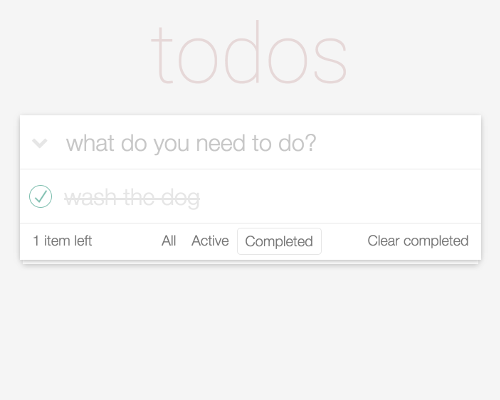 todos
what do you need to do?
wash the dog
1 item left All Active Completed Clear completed